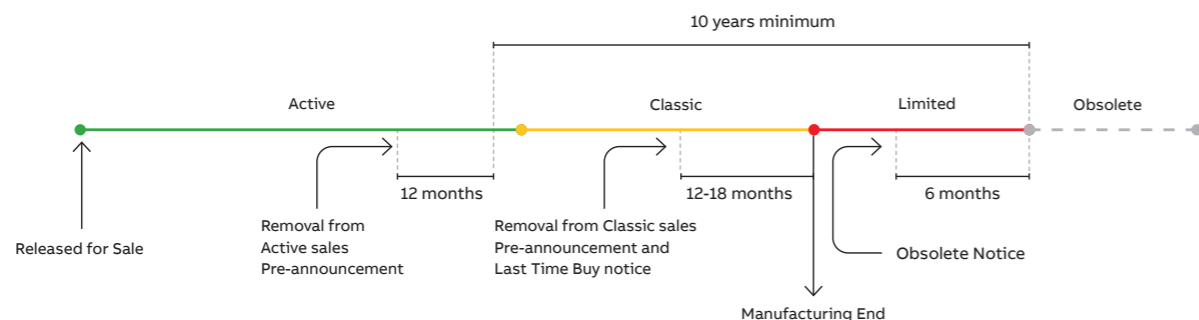 10 years minimum
Active
Classic
Limited
Obsolete
12 months
12-18 months
6 months
Released for Sale
Removal from
Active sales
Pre-announcement
Removal from Classic sales
Pre-announcement and
Last Time Buy notice
Obsolete Notice
Manufacturing End